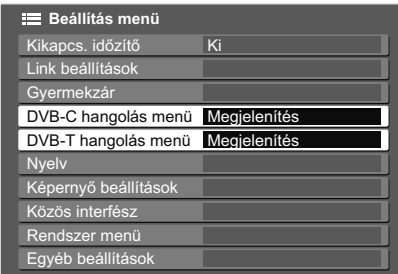 Beállítás menü
Kikapcs. időzítő Ki
Link beállítások
Gyermekzár
DVB-C hangolás menü Megjelenítés
DVB-T hangolás menü Megjelenítés
Nyelv
Képernyő beállítások
Közös interfész
Rendszer menü
Egyéb beállítások